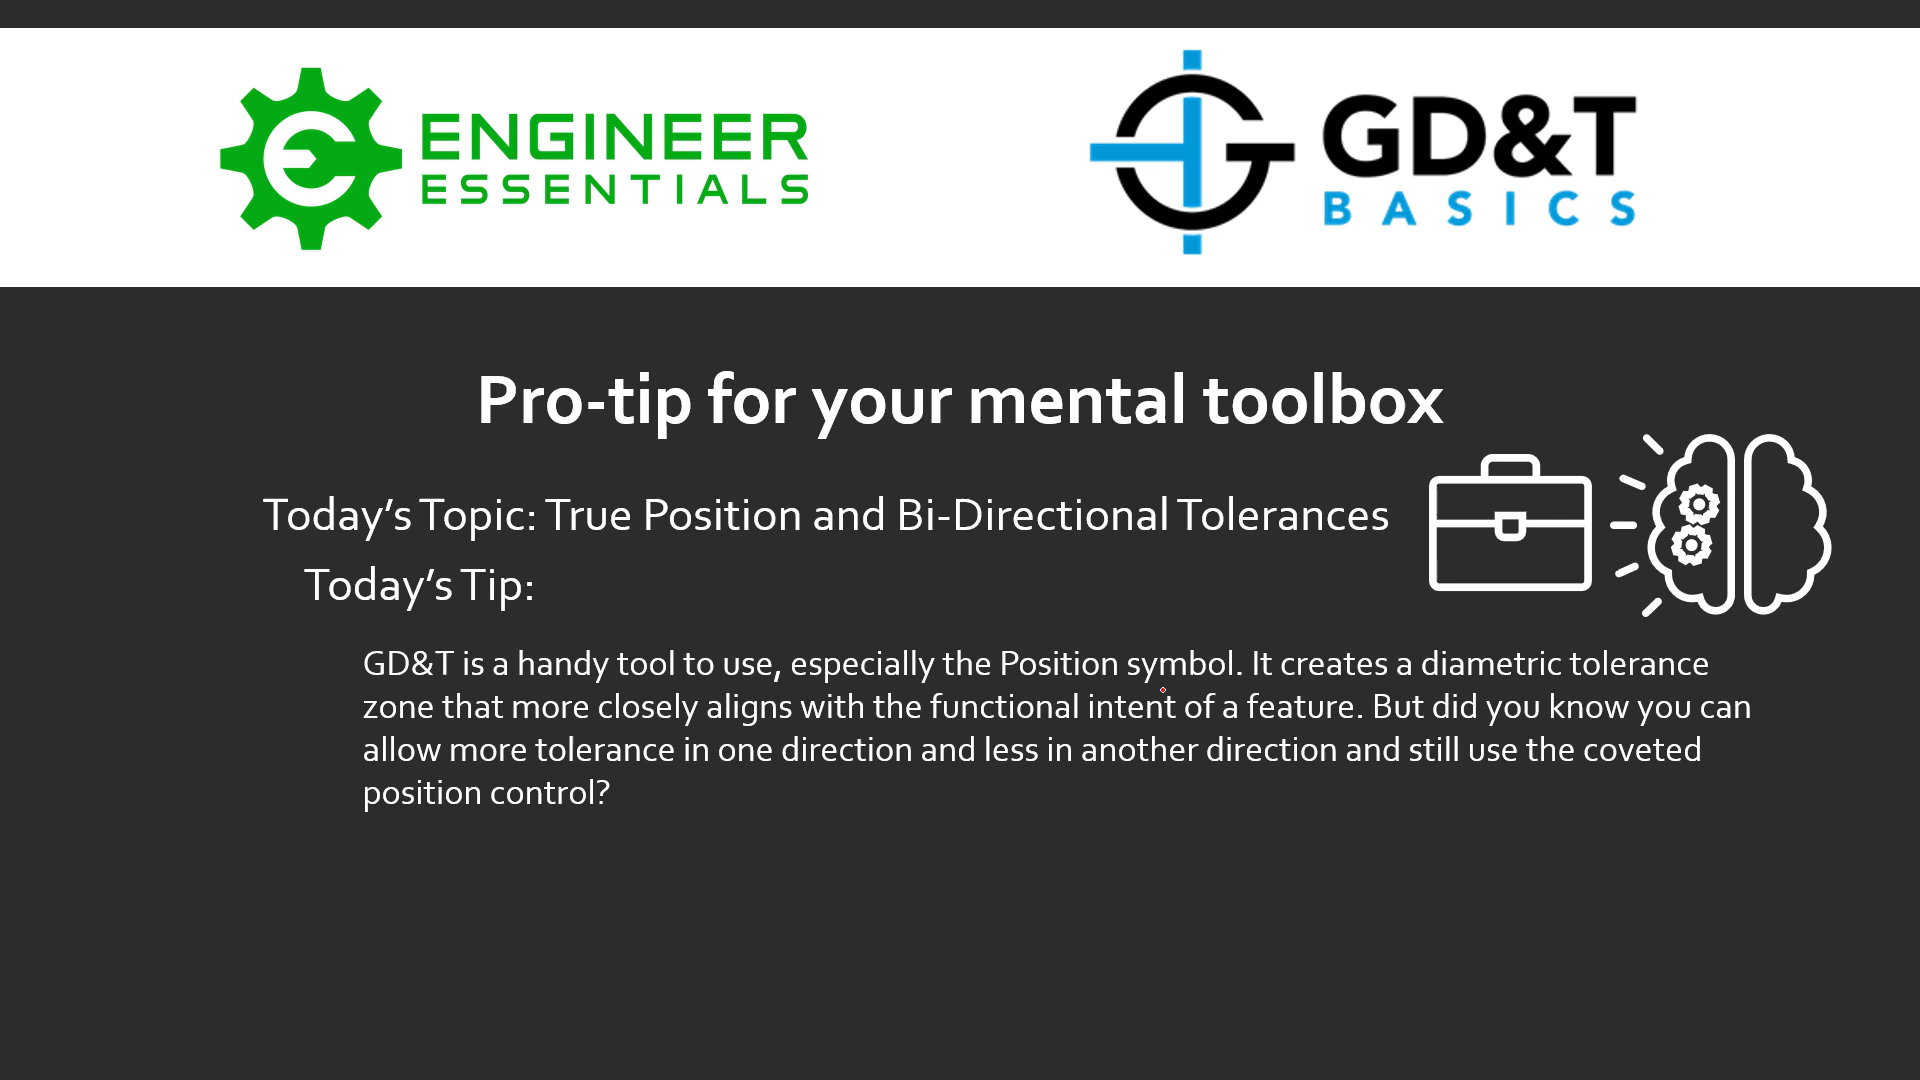 ENGINEER
ESSENTIALS
GD&T
BASICS
Pro-tip for your mental toolbox
Today’s Topic: True Position and Bi-Directional Tolerances
Today’s Tip:
GD&T is a handy tool to use, especially the Position symbol. It creates a diametric tolerance
zone that more closely aligns with the functional intent of a feature. But did you know you can
allow more tolerance in one direction and less in another direction and still use the coveted
position control?